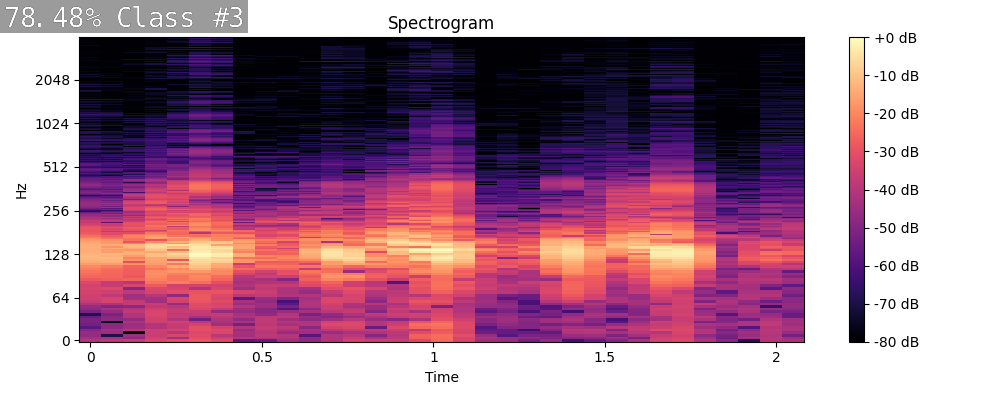 78.48% Class #3
Spectrogram
+0 dB
-10 dB
-20 dB
-30 dB
-40 dB
-50 dB
-60 dB
-70 dB
-80 dB
Hz
2048
1024
512
256
128
64
0
0 0.5 1 1.5 2
Time